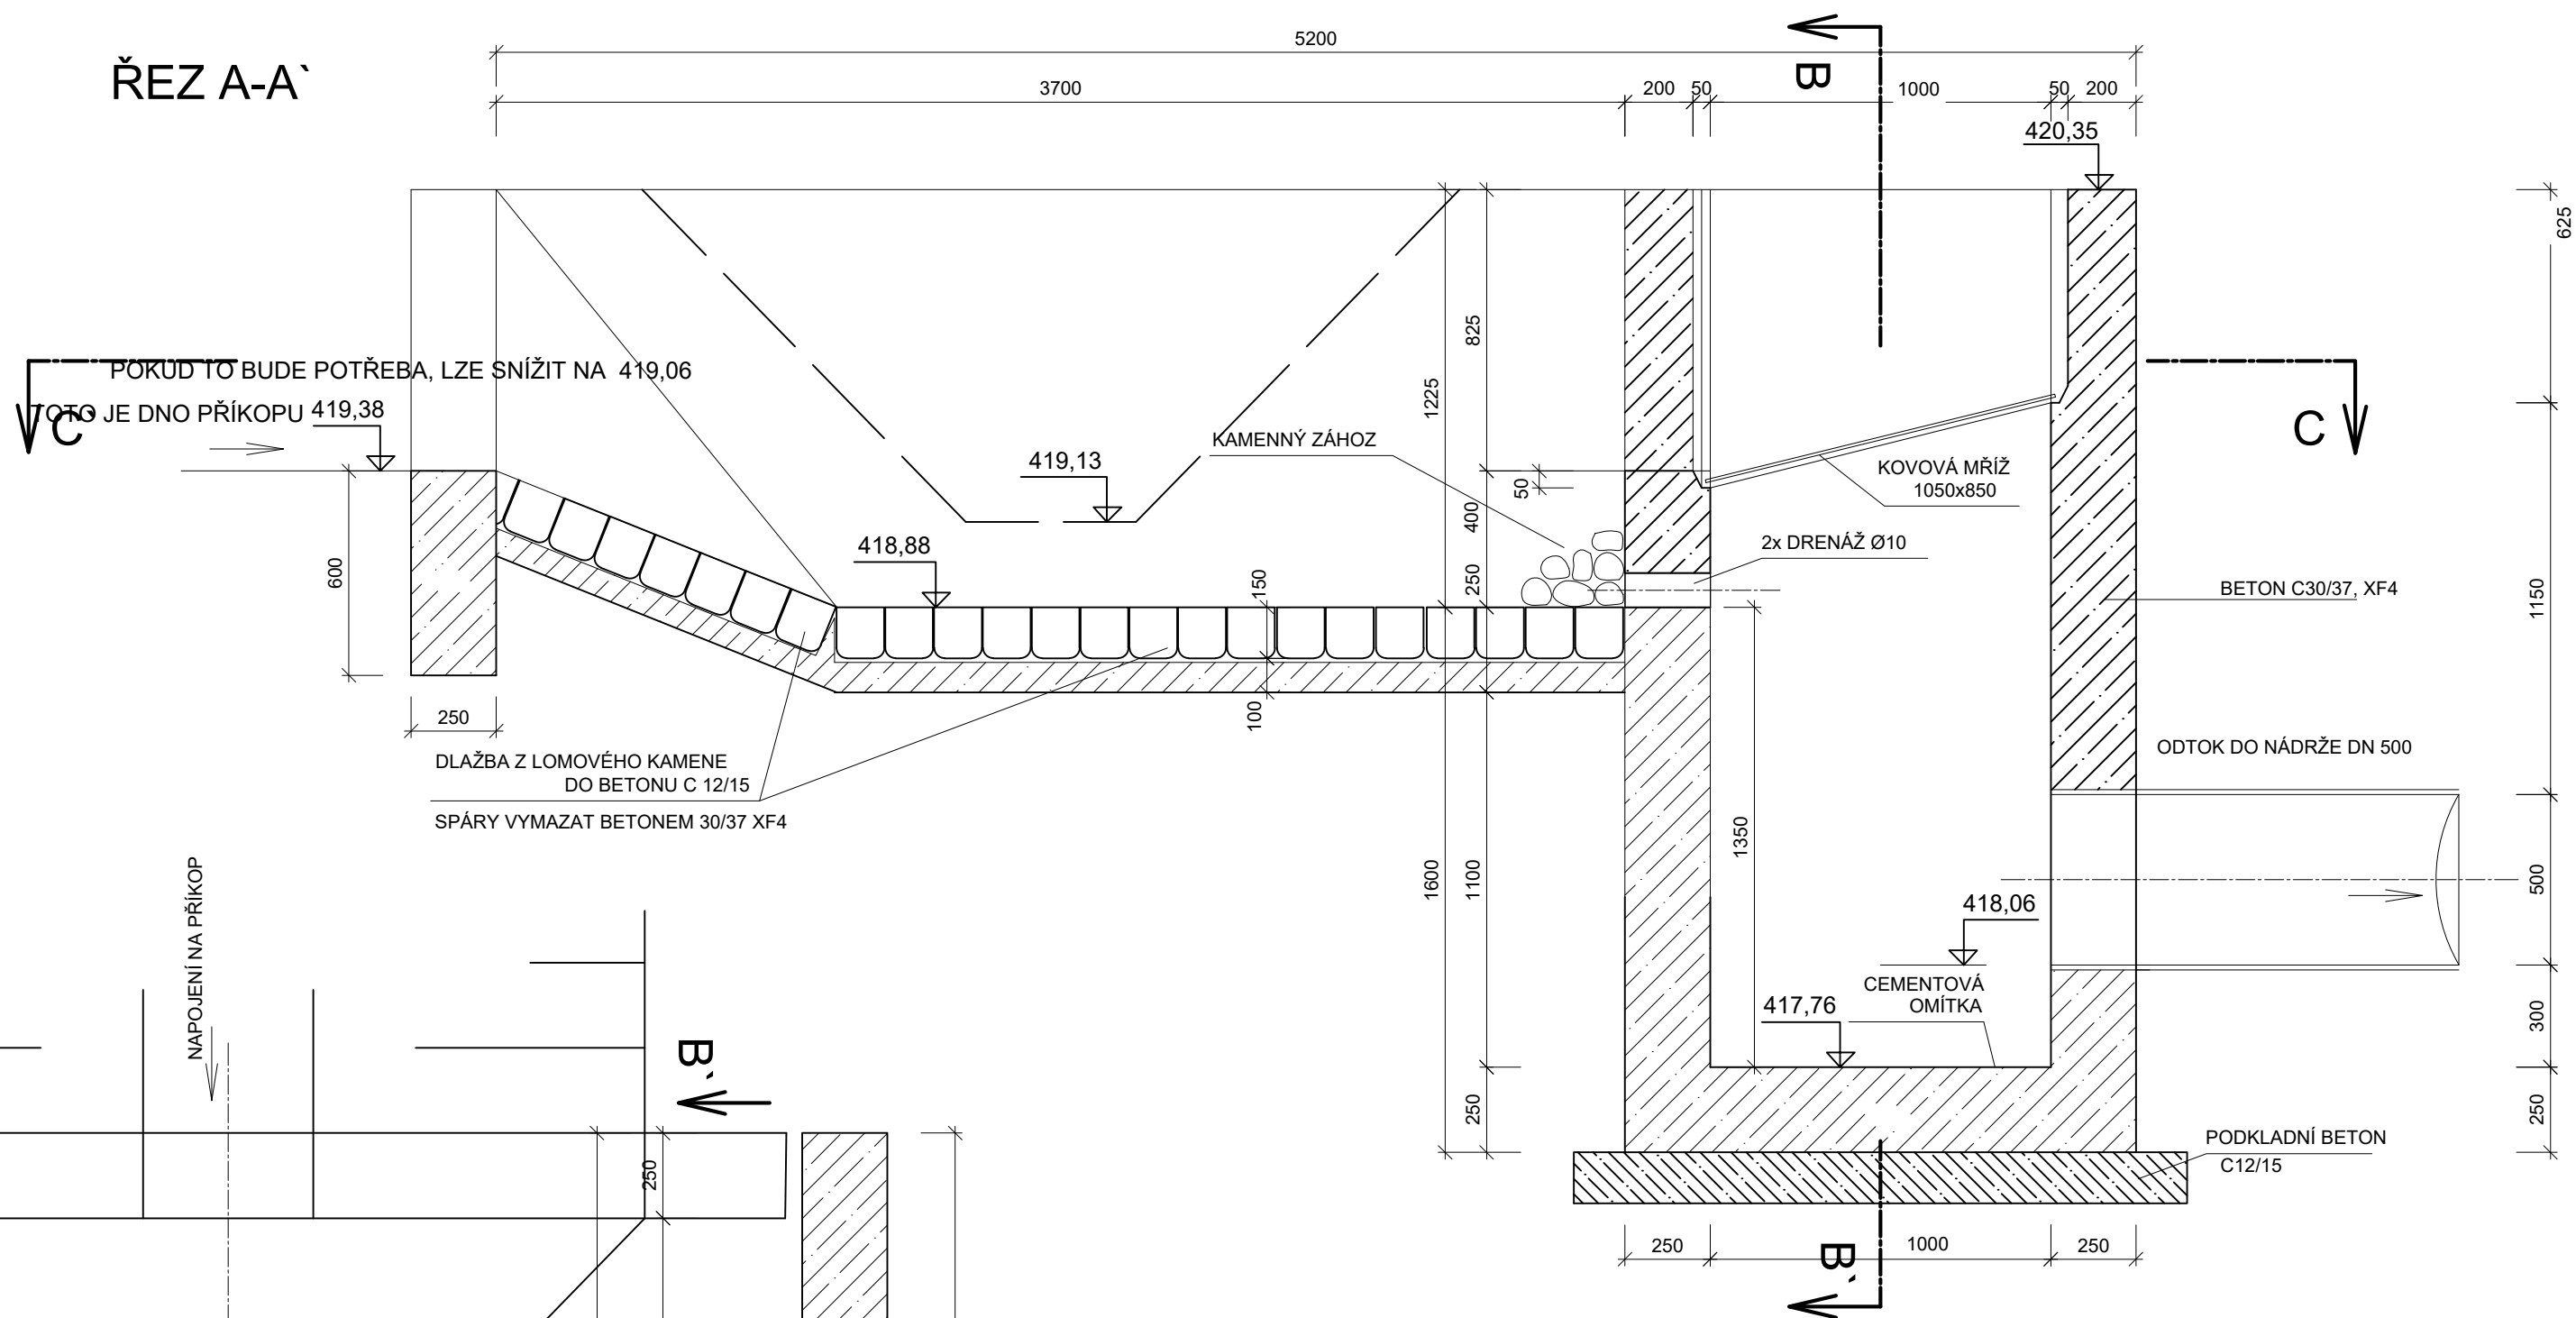 ŘEZ A-A`
5200
3700
200
50
1000
50
200
B
420,35
625
POKUD TO BUDE POTŘEBA, LZE SNÍŽIT NA 419,06
TOTO JE DNO PŘÍKOPU 419,38
C`
C
825
1225
KAMENNÝ ZÁHOZ
419,13
KOVOVÁ MŘÍŽ
1050x850
50
400
2x DRENÁŽ Ø10
418,88
600
150
250
BETON C30/37, XF4
1150
250
100
DLAŽBA Z LOMOVÉHO KAMENE
DO BETONU C 12/15
SPÁRY VYMAZAT BETONEM 30/37 XF4
ODTOK DO NÁDRŽE DN 500
1350
1600
1100
500
418,06
NAPOJENÍ NA PŘÍKOP
CEMENTOVÁ
OMÍTKA
417,76
300
B`
250
250
250
PODKLADNÍ BETON
C12/15
250
1000
250
B`